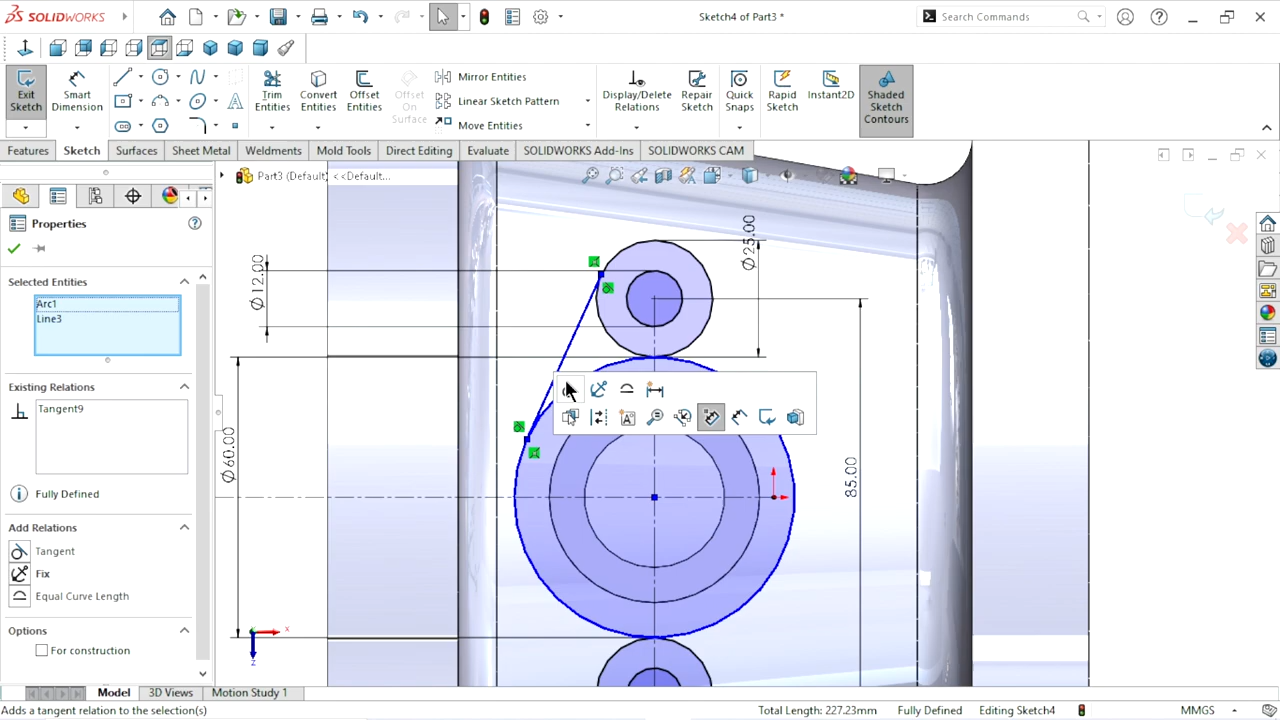 SOLIDWORKS
Sketch4 of Part3 *
Search Commands
Exit Sketch
Smart Dimension
Trim Entities
Convert Entities
Offset Entities
Offset On Surface
Mirror Entities
Linear Sketch Pattern
Move Entities
Display/Delete Relations
Repair Sketch
Quick Snaps
Rapid Sketch
Instant2D
Shaded Sketch Contours
Features
Sketch
Surfaces
Sheet Metal
Weldments
Mold Tools
Direct Editing
Evaluate
SOLIDWORKS Add-Ins
SOLIDWORKS CAM
Part3 (Default) <<Default...
Properties
Selected Entities
Arc1
Line3
Existing Relations
Tangent9
Fully Defined
Add Relations
Tangent
Fix
Equal Curve Length
Options
For construction
Ø12.00
Ø25.00
Ø60.00
85.00
x
z
Model
3D Views
Motion Study 1
Adds a tangent relation to the selection(s)
Total Length: 227.23mm
Fully Defined
Editing Sketch4
MMGS